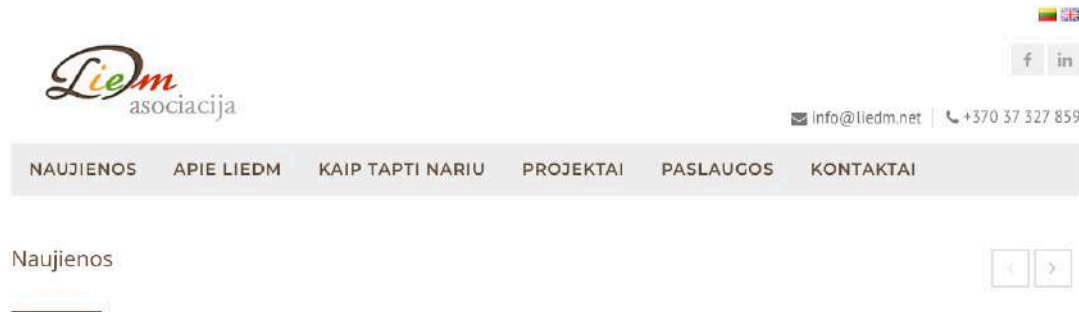 Liedm
asociacija
f in
info@liedm.net +370 37 327 859
NAUJIENOS APIE LIEDM KAIP TAPTI NARIU PROJEKTAI PASLAUGOS KONTAKTAI
Naujienos